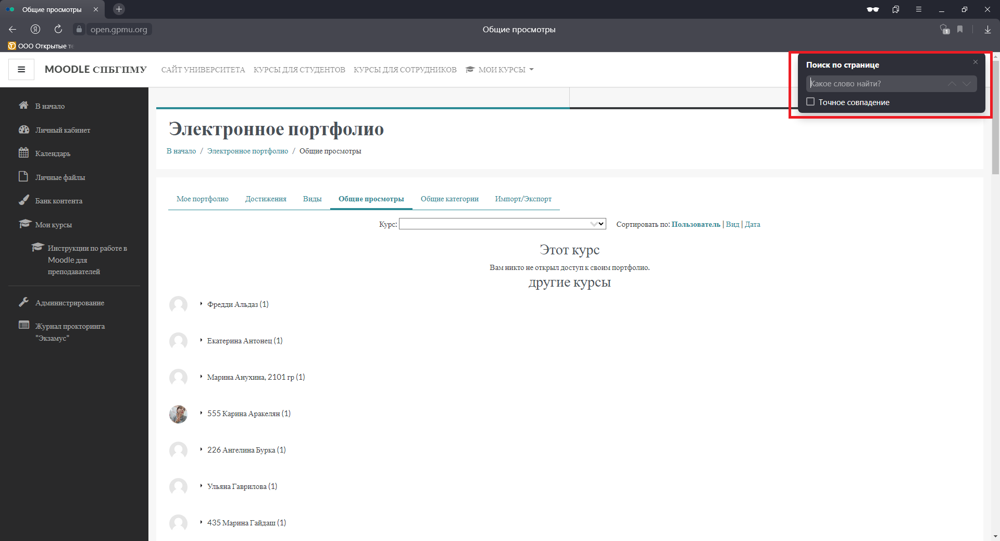 Общие просмотры
open.gpmu.org
Общие просмотры
1
ООО Открытые
MOODLE СПБГПМУ
САЙТ УНИВЕРСИТЕТА
КУРСЫ ДЛЯ СТУДЕНТОВ
КУРСЫ ДЛЯ СОТРУДНИКОВ
МОИ КУРСЫ
Поиск по странице
Какое слово найти?
Точное совпадение
В начало
Личный кабинет
Календарь
Личные файлы
Банк контента
Мои курсы
Инструкции по работе в
Moodle для
преподавателей
Администрирование
Журнал прокторинга
"Экзамус"
Электронное портфолио
В начало / Электронное портфолио / Общие просмотры
Мое портфолио
Достижения
Виды
Общие просмотры
Общие категории
Импорт/Экспорт
Курс:
Сортировать по: Пользователь | Вид | Дата
Этот курс
Вам никто не открыл доступ к своим портфолио.
другие курсы
Фредди Альдаз (1)
Екатерина Антонец (1)
Марина Анухина, 2101 гр (1)
555 Карина Аракелян (1)
226 Ангелина Бурка (1)
Ульяна Гаврилова (1)
435 Марина Гайдаш (1)